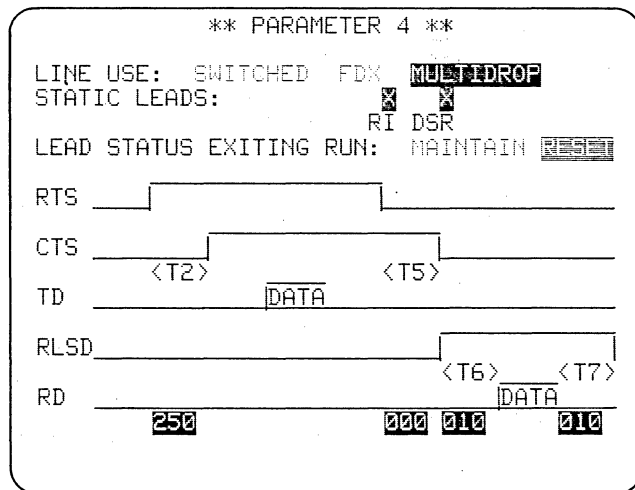 ** PARAMETER 4 **
LINE USE: SWITCHED FDX MULTIDROP
STATIC LEADS: X X
RI DSR
LEAD STATUS EXITING RUN: MAINTAIN RESET
RTS
CTS
<T2> <T5>
TD DATA
RLSD
<T6> <T7>
RD DATA
250 000 010 010